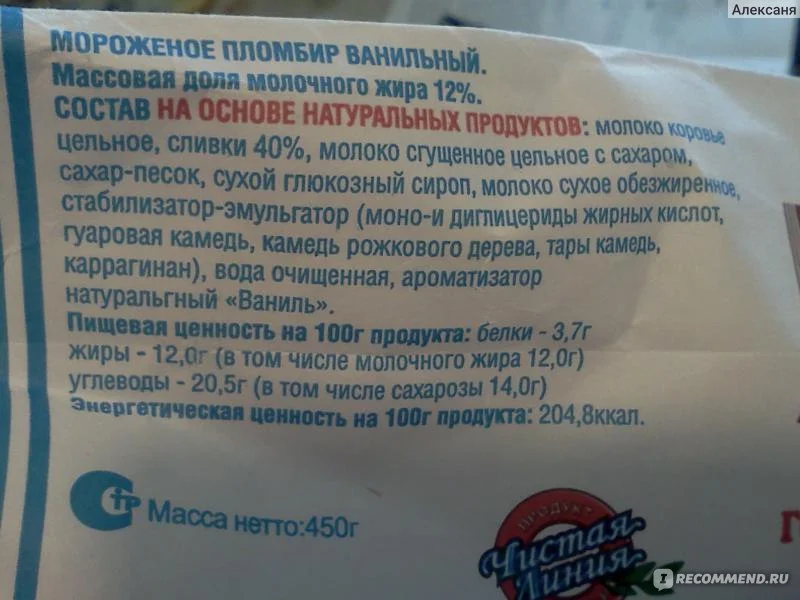 Алексаня
МОРОЖЕНОЕ ПЛОМБИР ВАНИЛЬНЫЙ.
Массовая доля молочного жира 12%.
СОСТАВ НА ОСНОВЕ НАТУРАЛЬНЫХ ПРОДУКТОВ: молоко коровье
цельное, сливки 40%, молоко сгущенное цельное с сахаром,
сахар-песок, сухой глюкозный сироп, молоко сухое обезжиренное,
стабилизатор-эмульгатор (моно-и диглицериды жирных кислот,
гуаровая камедь, камедь рожкового дерева, тары камедь,
каррагинан), вода очищенная, ароматизатор
натуральгный «Ваниль».
Пищевая ценность на 100г продукта: белки - 3,7г
жиры - 12,0г (в том числе молочного жира 12,0г)
углеводы - 20,5г (в том числе сахарозы 14,0г)
Энергетическая ценность на 100г продукта: 204,8ккал.
Масса нетто:450г
ПРОДУКТ
Чистая
Линия
IRECOMMEND.RU